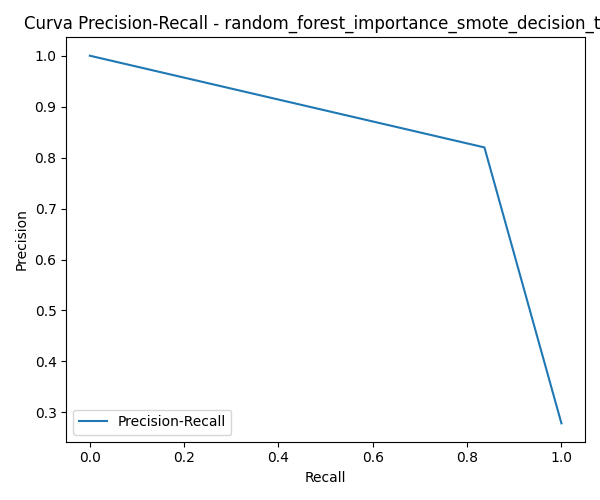 Curva Precision-Recall - random_forest_importance_smote_decision_t
1.0
0.9
0.8
0.7
0.6
0.5
0.4
0.3
Precision
Precision-Recall
0.0 0.2 0.4 0.6 0.8 1.0
Recall